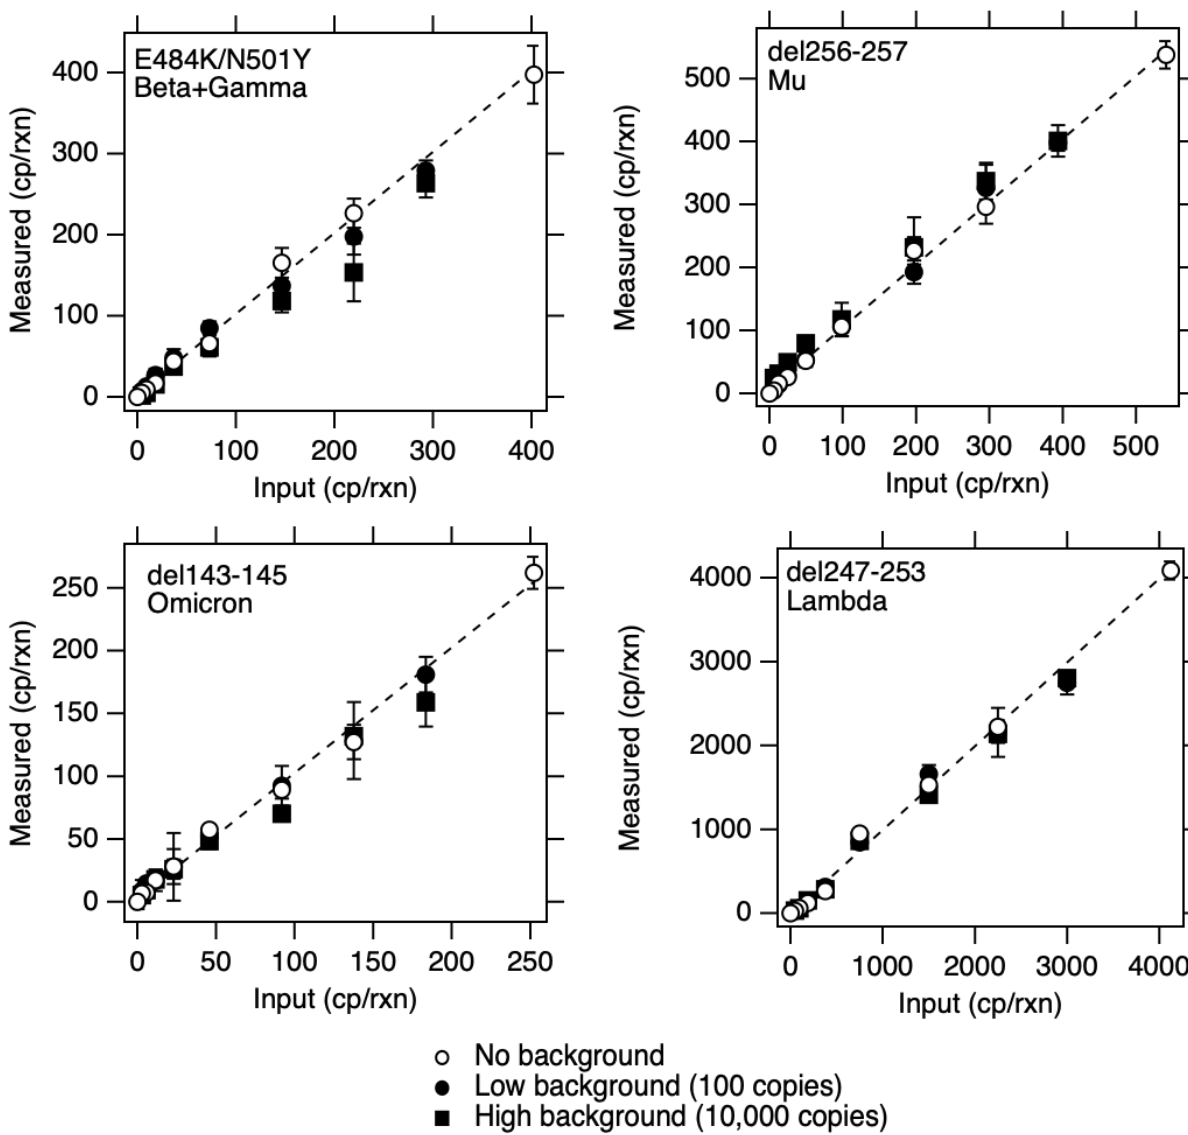 E484K/N501Y
Beta+Gamma
Measured (cp/rxn)
400
300
200
100
0
0 100 200 300 400
Input (cp/rxn)
del256-257
Mu
Measured (cp/rxn)
500
400
300
200
100
0
0 100 200 300 400 500
Input (cp/rxn)
del143-145
Omicron
Measured (cp/rxn)
250
200
150
100
50
0
0 50 100 150 200 250
Input (cp/rxn)
del247-253
Lambda
Measured (cp/rxn)
4000
3000
2000
1000
0
0 1000 2000 3000 4000
Input (cp/rxn)
No background
Low background (100 copies)
High background (10,000 copies)